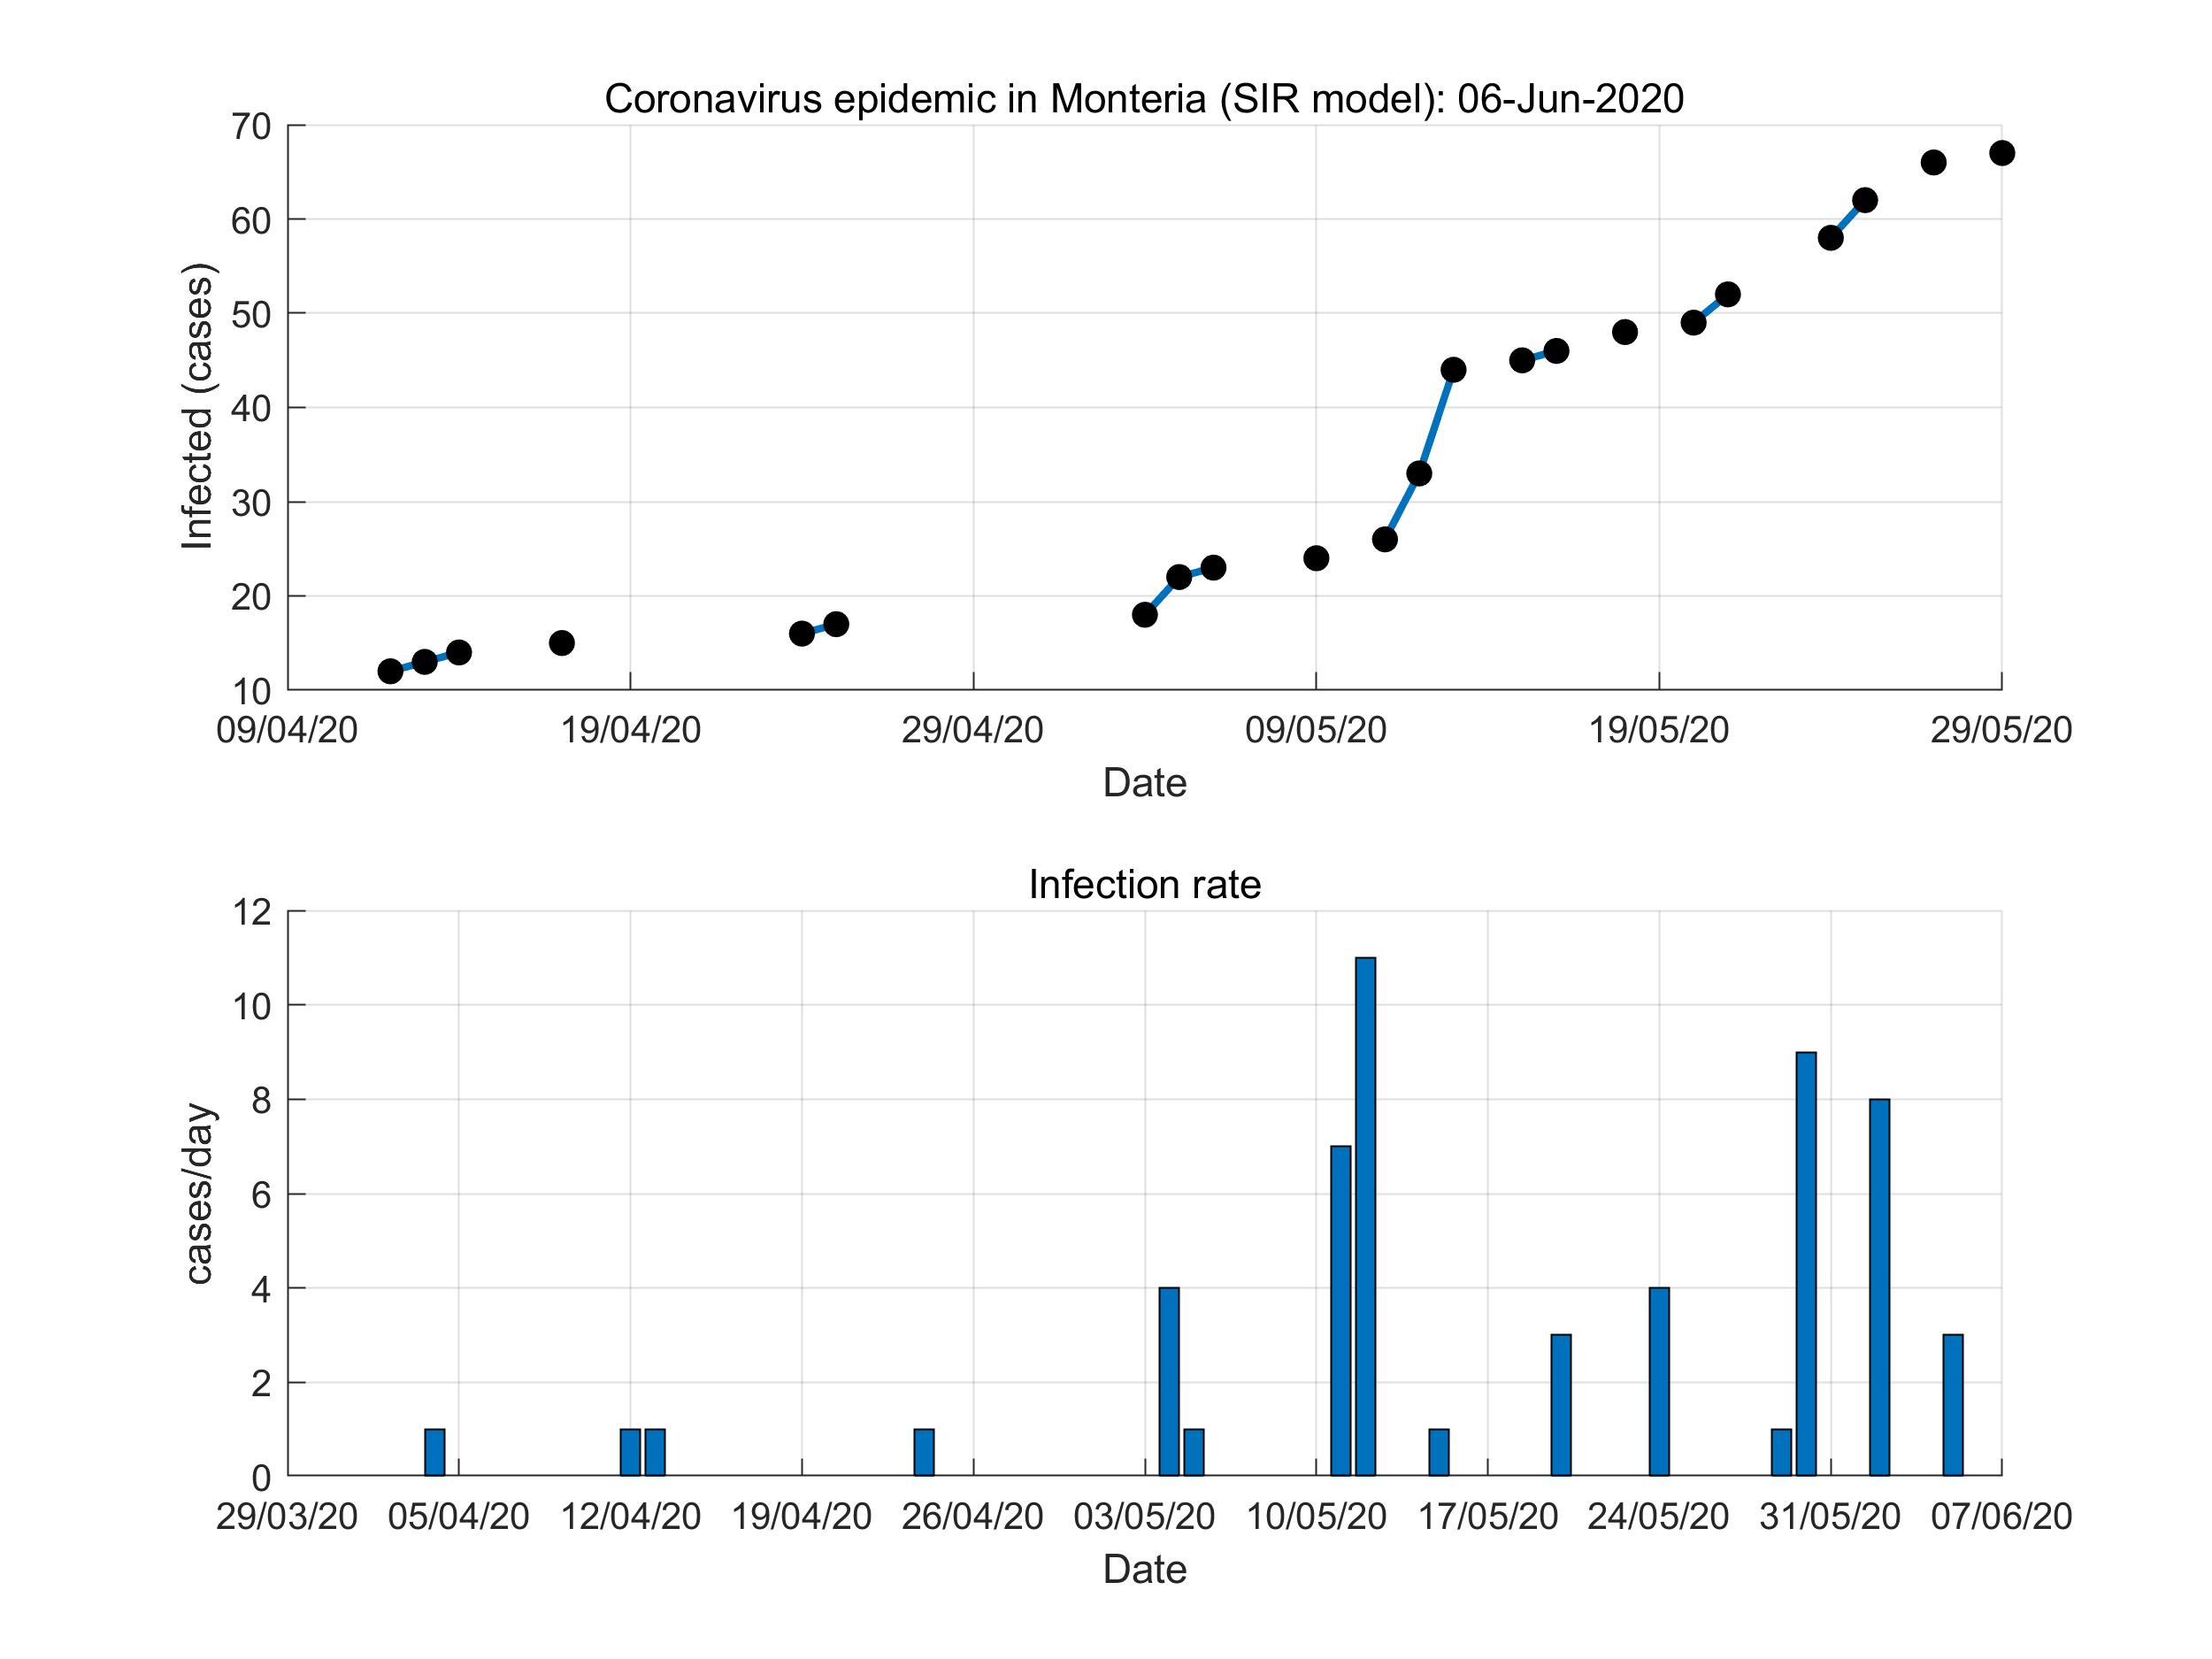 Coronavirus epidemic in Monteria (SIR model): 06-Jun-2020
70
60
50
40
30
20
10
Infected (cases)
09/04/20 19/04/20 29/04/20 09/05/20 19/05/20 29/05/20
Date
Infection rate
12
10
8
6
4
2
0
cases/day
29/03/20 05/04/20 12/04/20 19/04/20 26/04/20 03/05/20 10/05/20 17/05/20 24/05/20 31/05/20 07/06/20
Date